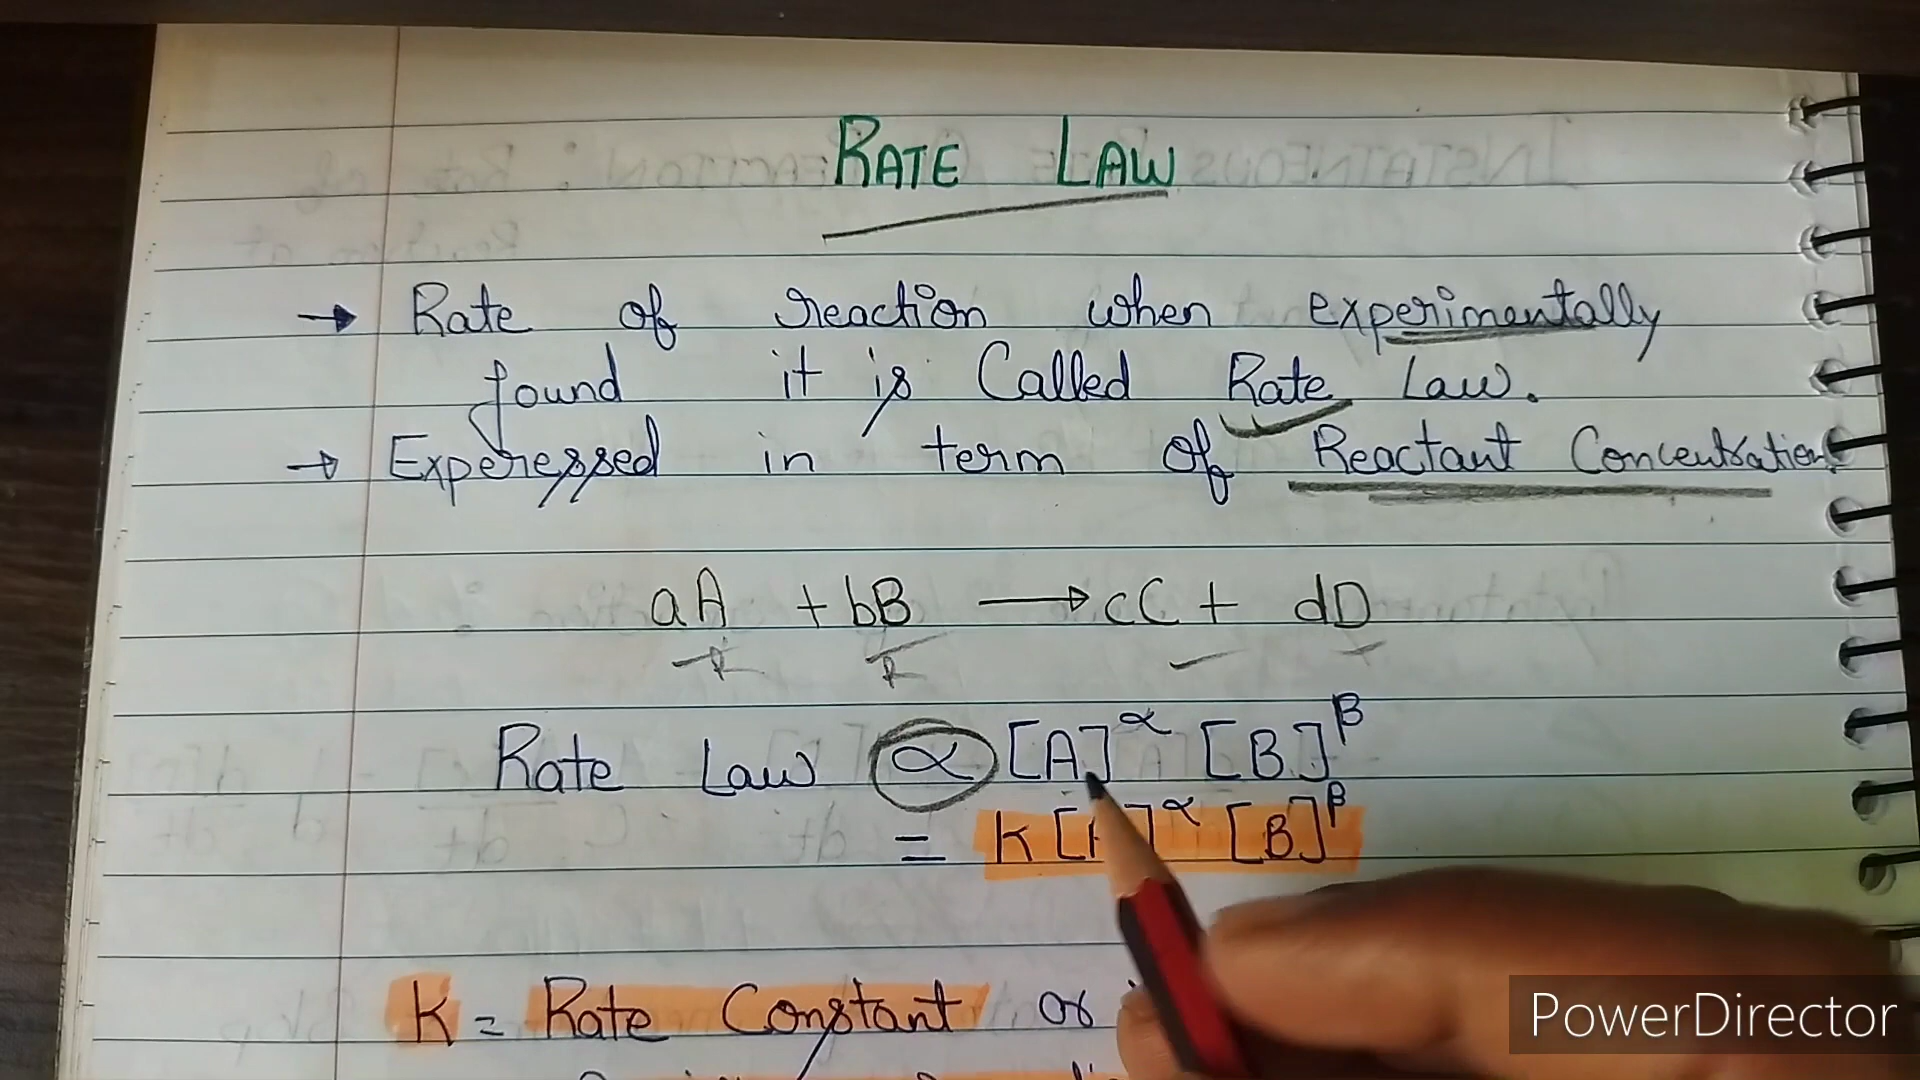 RATE LAW
→ Rate of reaction when experimentally
found it is Called Rate Law.
→ Experessed in term of Reactant Concentration
aA + bB → cC + dD
R R
Rate Law ∝ [A]^α [B]^β
= K [A]^α [B]^β
K = Rate Constant or
PowerDirector